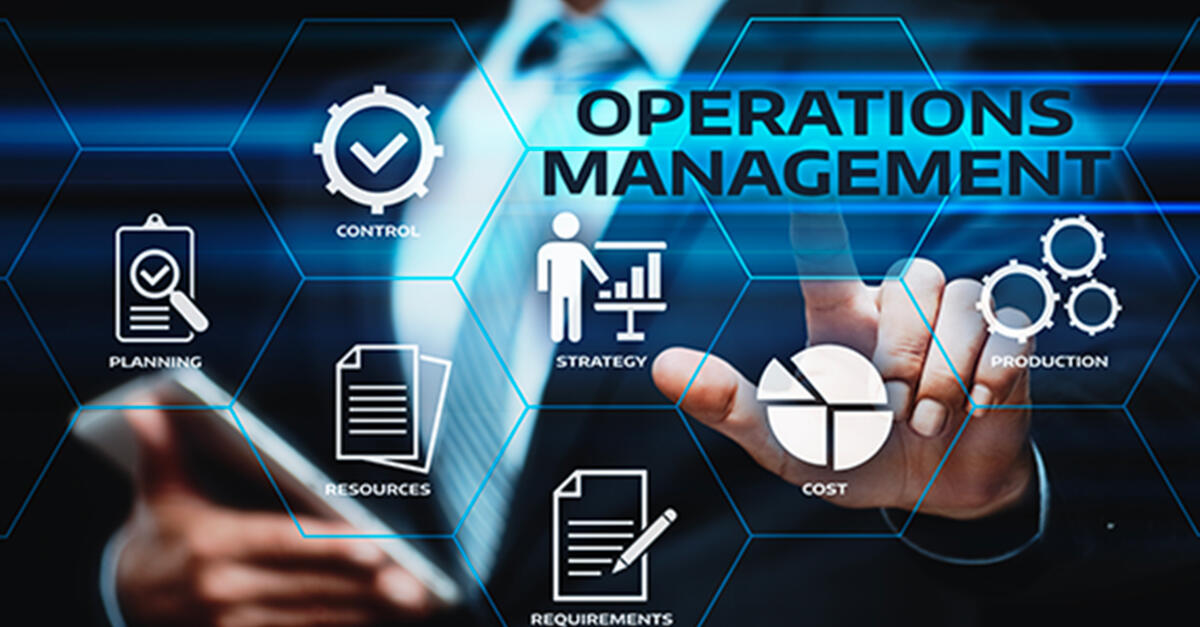 OPERATIONS
MANAGEMENT
CONTROL
PLANNING
STRATEGY
PRODUCTION
RESOURCES
COST
REQUIREMENTS